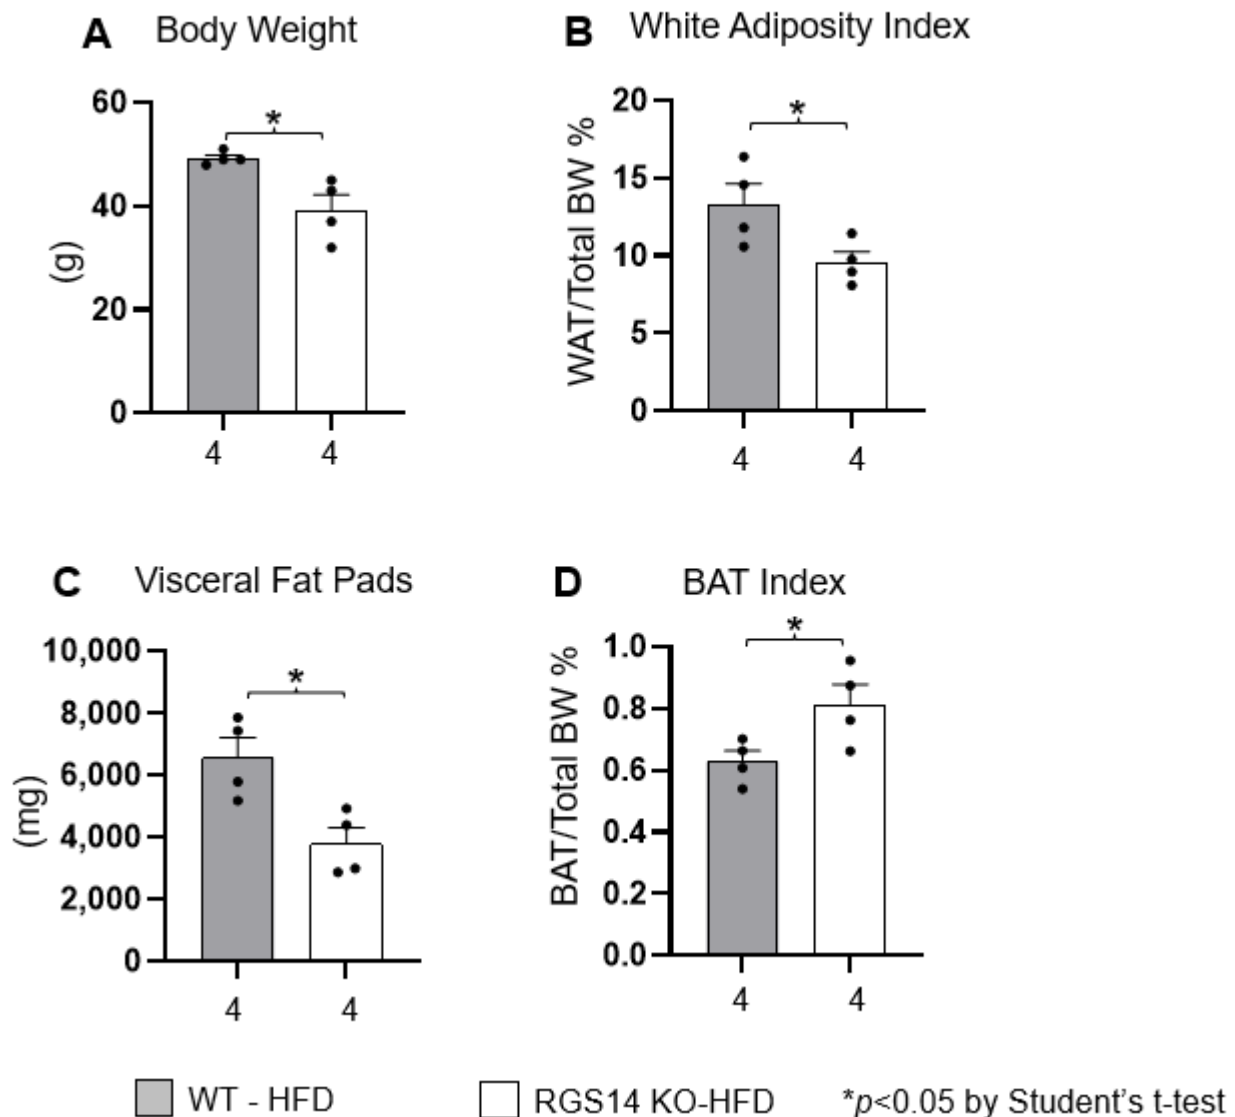 A Body Weight
60
40
20
0
(g)
*
4 4
B White Adiposity Index
20
15
10
5
0
WAT/Total BW %
*
4 4
C Visceral Fat Pads
10,000
8,000
6,000
4,000
2,000
0
(mg)
*
4 4
D BAT Index
1.0
0.8
0.6
0.4
0.2
0.0
BAT/Total BW %
*
4 4
WT - HFD
RGS14 KO-HFD
*p<0.05 by Student's t-test